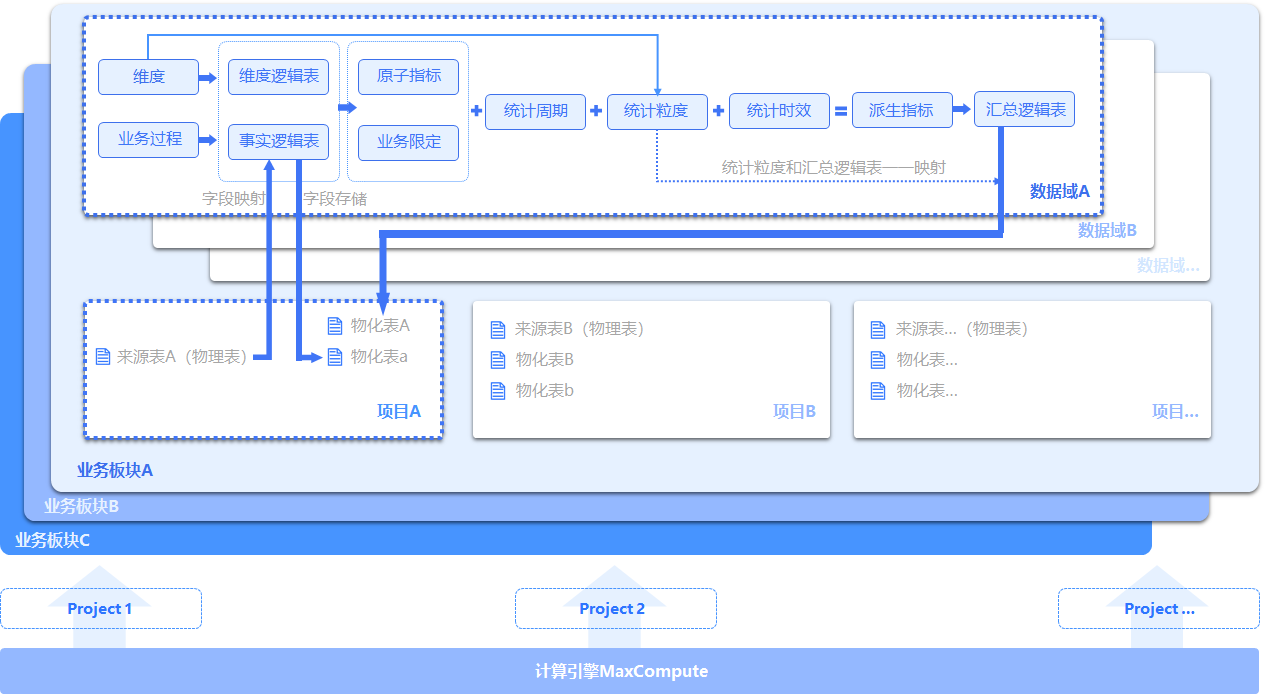 维度
维度逻辑表
原子指标
业务过程
事实逻辑表
业务限定
+
统计周期
+
统计粒度
+
统计时效
=
派生指标
汇总逻辑表
统计粒度和汇总逻辑表——映射
字段映射
字段存储
数据域A
数据域B
数据域...
来源表A（物理表）
物化表A
物化表a
项目A
来源表B（物理表）
物化表B
物化表b
项目B
来源表...（物理表）
物化表...
物化表...
项目...
业务板块A
业务板块B
业务板块C
Project 1
Project 2
Project ...
计算引擎MaxCompute